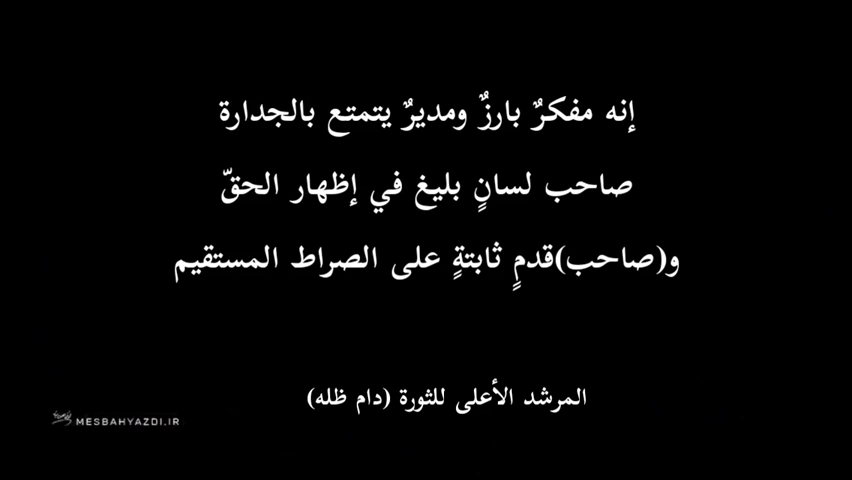 إنه مفكرٌ بارزٌ ومديرٌ يتمتع بالجدارة
صاحب لسانٍ بليغ في إظهار الحقّ
و(صاحب)قدمٍ ثابتةٍ على الصراط المستقيم
المرشد الأعلى للثورة (دام ظله)
MESBAHYAZDI.IR